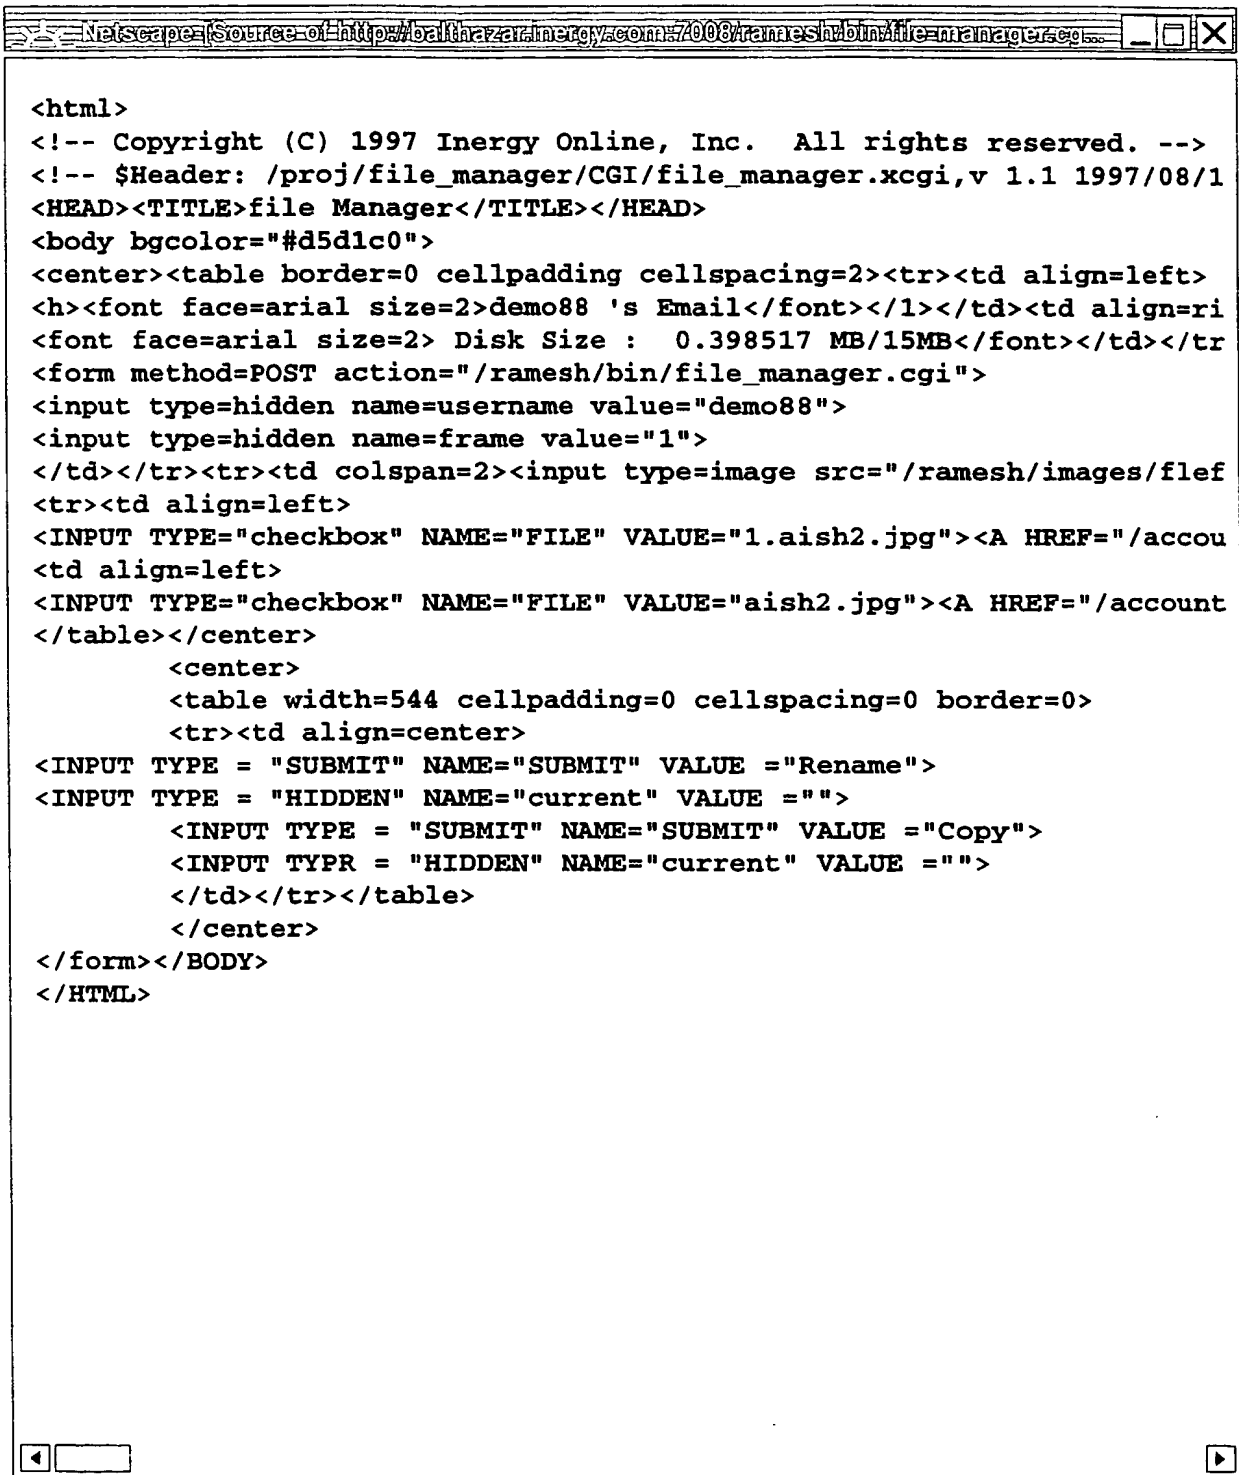 Netscape-[Source of http://balthazar.inergy.com:7008/ramesh/bin/file-manager.cg...
<html>
<!-- Copyright (C) 1997 Inergy Online, Inc.  All rights reserved. -->
<!-- $Header: /proj/file_manager/CGI/file_manager.xcgi,v 1.1 1997/08/1
<HEAD><TITLE>file Manager</TITLE></HEAD>
<body bgcolor="#d5d1c0">
<center><table border=0 cellpadding cellspacing=2><tr><td align=left>
<h><font face=arial size=2>demo88 's Email</font></1></td><td align=ri
<font face=arial size=2> Disk Size :  0.398517 MB/15MB</font></td></tr
<form method=POST action="/ramesh/bin/file_manager.cgi">
<input type=hidden name=username value="demo88">
<input type=hidden name=frame value="1">
</td></tr><tr><td colspan=2><input type=image src="/ramesh/images/flef
<tr><td align=left>
<INPUT TYPE="checkbox" NAME="FILE" VALUE="1.aish2.jpg"><A HREF="/accou
<td align=left>
<INPUT TYPE="checkbox" NAME="FILE" VALUE="aish2.jpg"><A HREF="/account
</table></center>
<center>
<table width=544 cellpadding=0 cellspacing=0 border=0>
<tr><td align=center>
<INPUT TYPE = "SUBMIT" NAME="SUBMIT" VALUE ="Rename">
<INPUT TYPE = "HIDDEN" NAME="current" VALUE ="">
<INPUT TYPE = "SUBMIT" NAME="SUBMIT" VALUE ="Copy">
<INPUT TYPR = "HIDDEN" NAME="current" VALUE ="">
</td></tr></table>
</center>
</form></BODY>
</HTML>